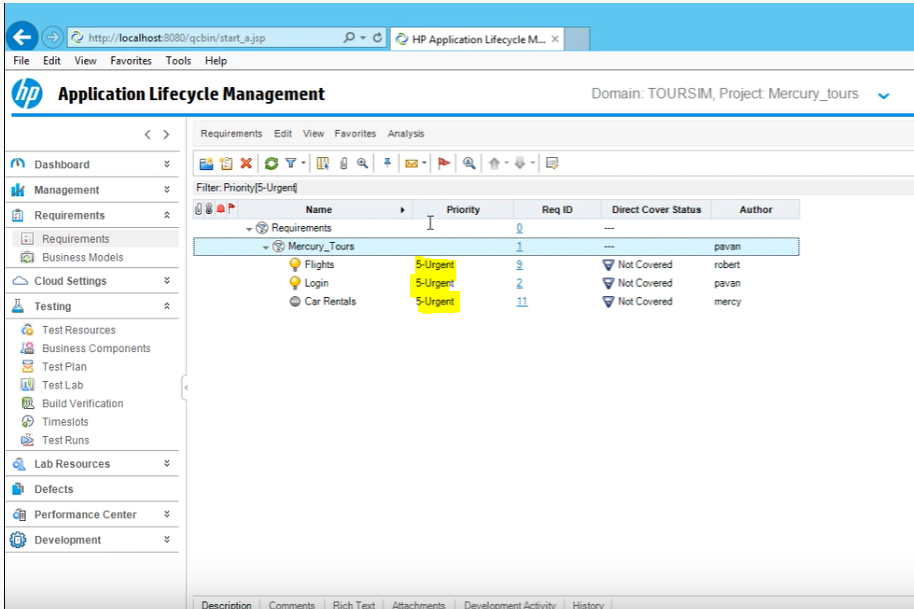 http://localhost:8080/qcbin/start_a.jsp
HP Application Lifecycle M...
File Edit View Favorites Tools Help
hp Application Lifecycle Management
Domain: TOURSIM, Project: Mercury_tours
Requirements Edit View Favorites Analysis
Filter: Priority[5-Urgent]
Name Priority Req ID Direct Cover Status Author
Requirements 0 ---
Mercury_Tours 1 --- pavan
Flights 5-Urgent 9 Not Covered robert
Login 5-Urgent 2 Not Covered pavan
Car Rentals 5-Urgent 11 Not Covered mercy
Dashboard
Management
Requirements
Requirements
Business Models
Cloud Settings
Testing
Test Resources
Business Components
Test Plan
Test Lab
Build Verification
Timeslots
Test Runs
Lab Resources
Defects
Performance Center
Development
Description Comments Rich Text Attachments Development Activity History